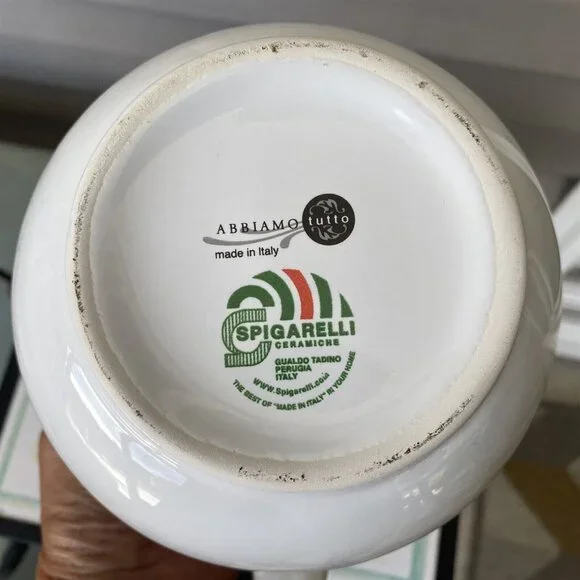 ABBIAMO tutto
made in Italy
SPIGARELLI
CERAMICHE
GUALDO TADINO
PERUGIA
ITALY
www.Spigarelli.com
THE BEST OF "MADE IN ITALY" IN YOUR HOME